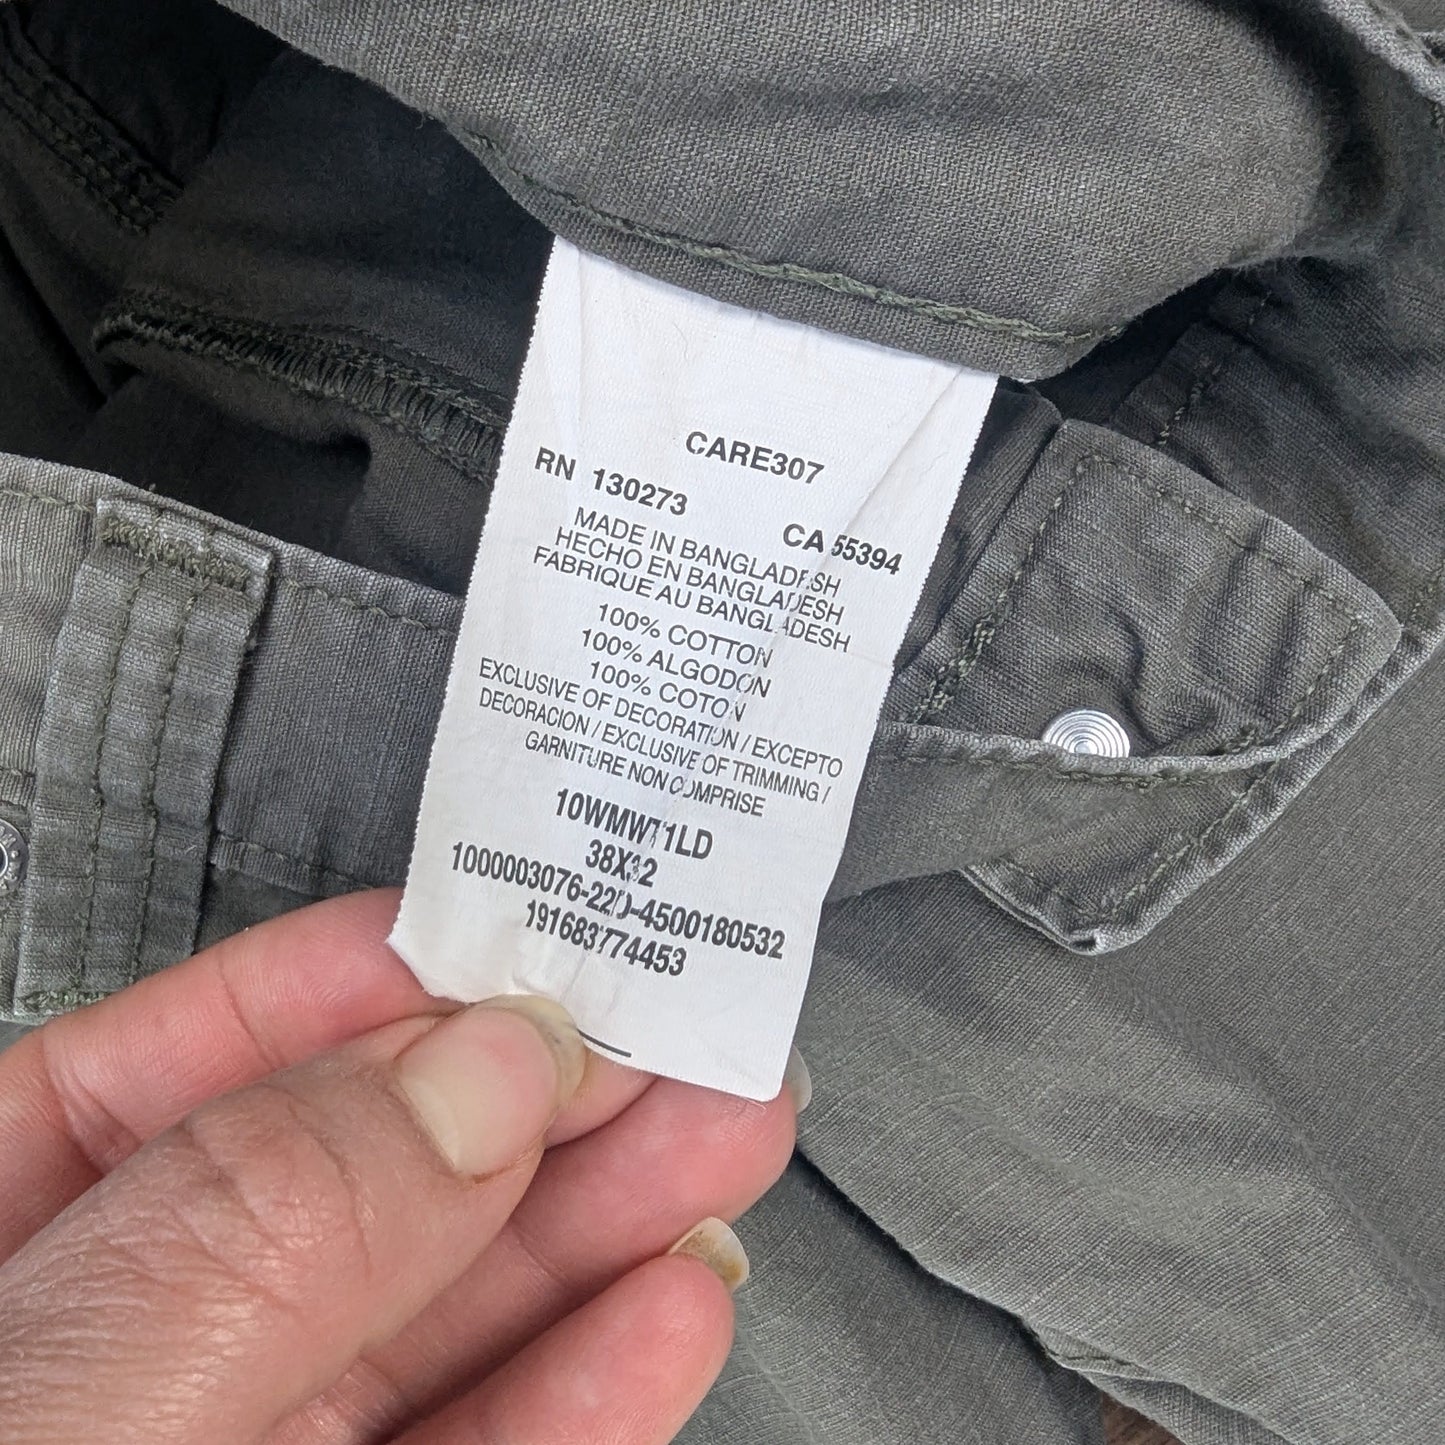 CARE307
RN 130273 CA 55394
MADE IN BANGLADESH
HECHO EN BANGLADESH
FABRIQUE AU BANGLADESH
100% COTTON
100% ALGODON
100% COTON
EXCLUSIVE OF DECORATION / EXCEPTO
DECORACION / EXCLUSIVE OF TRIMMING /
GARNITURE NON COMPRISE
10WMWT1LD
38X32
1000003076-22D-4500180532
191683774453